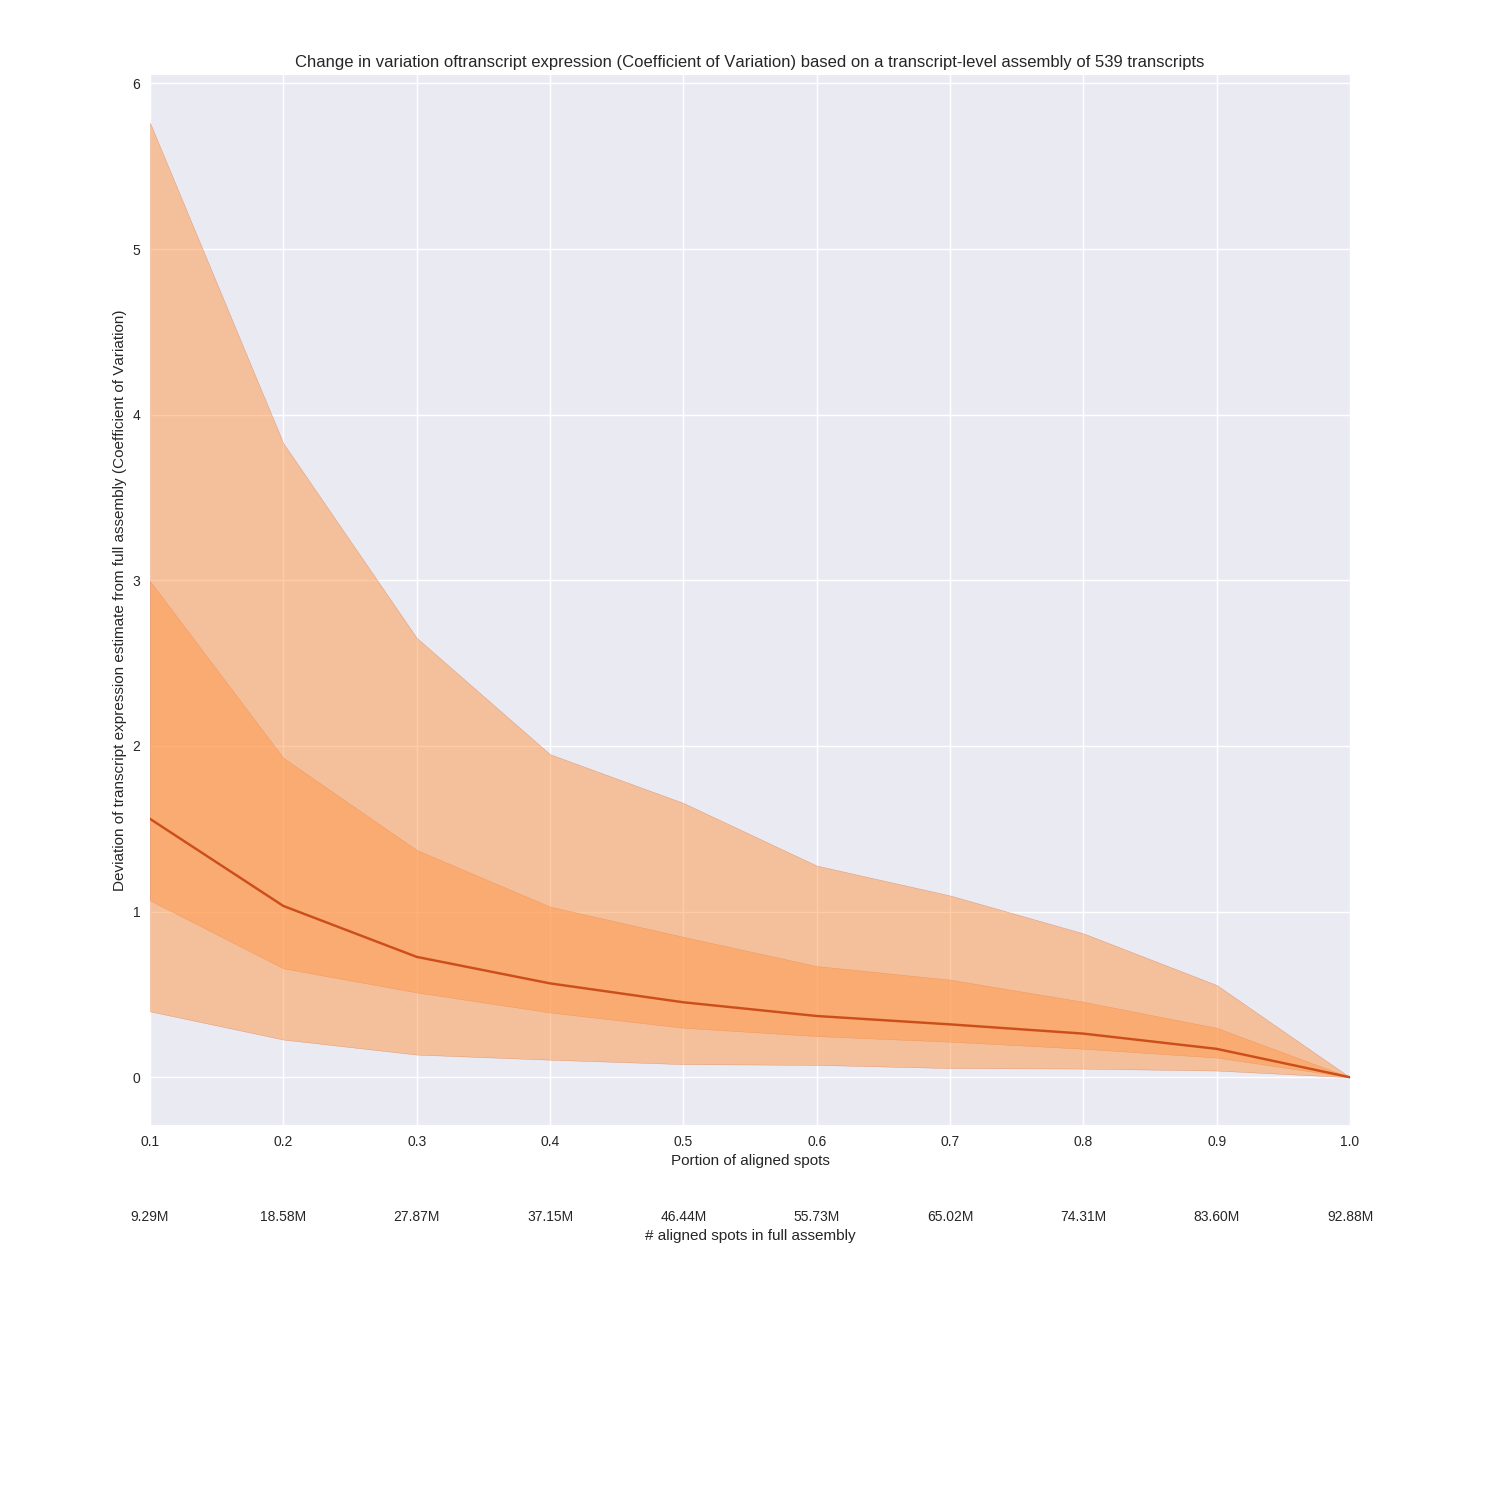 Change in variation oftranscript expression (Coefficient of Variation) based on a transcript-level assembly of 539 transcripts
Deviation of transcript expression estimate from full assembly (Coefficient of Variation)
6
5
4
3
2
1
0
0.1 0.2 0.3 0.4 0.5 0.6 0.7 0.8 0.9 1.0
Portion of aligned spots
9.29M 18.58M 27.87M 37.15M 46.44M 55.73M 65.02M 74.31M 83.60M 92.88M
# aligned spots in full assembly